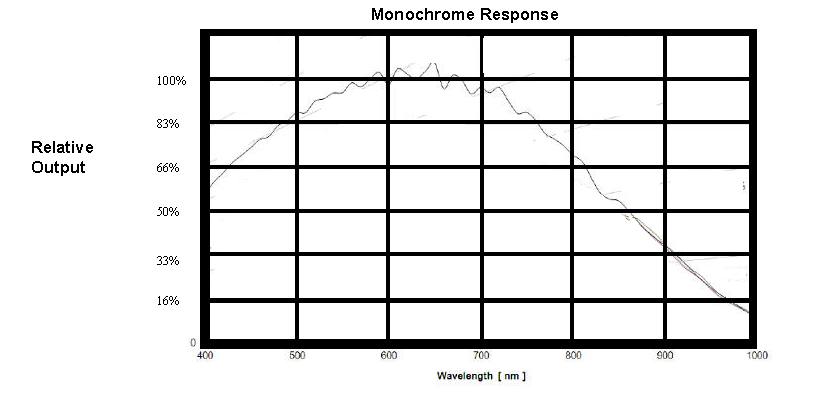 Monochrome Response
100%
83%
Relative
Output
66%
50%
33%
16%
0
400 500 600 700 800 900 1000
Wavelength [ nm ]